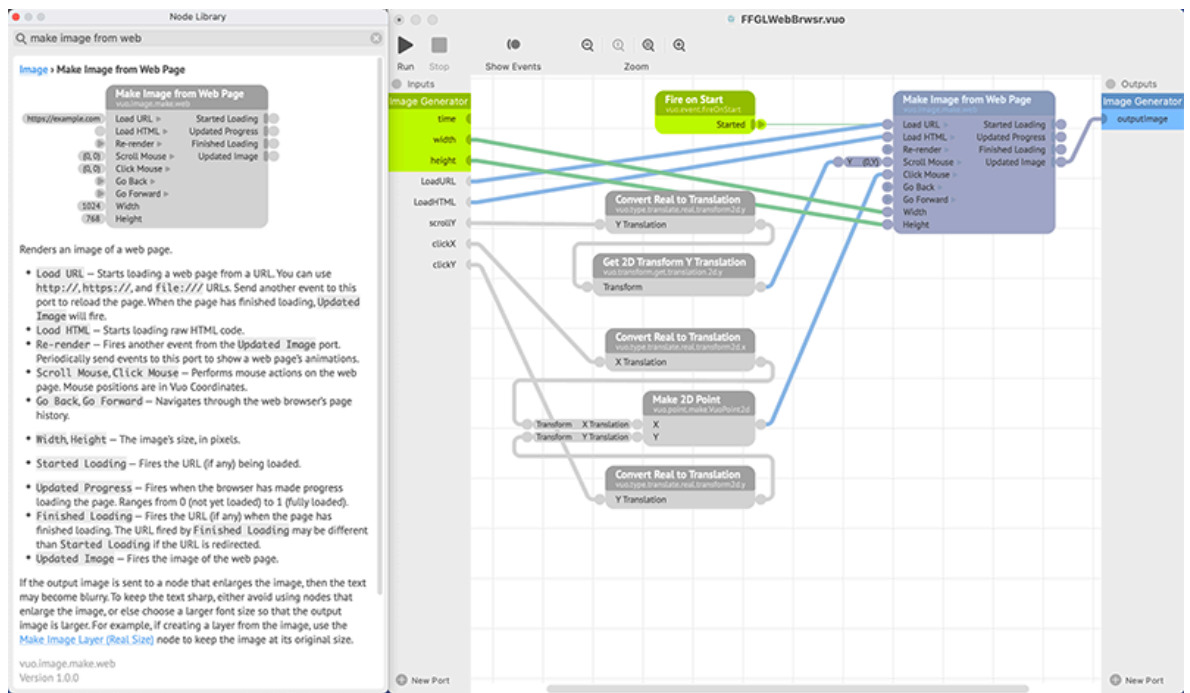 Node Library
make image from web
Image › Make Image from Web Page
Make Image from Web Page
vuo.image.make.web
https://example.com Load URL Started Loading
Load HTML Updated Progress
Re-render Finished Loading
(0, 0) Scroll Mouse Updated Image
(0, 0) Click Mouse
Go Back
Go Forward
1024 Width
768 Height
Renders an image of a web page.
• Load URL — Starts loading a web page from a URL. You can use
http://, https://, and file:/// URLs. Send another event to this
port to reload the page. When the page has finished loading, Updated
Image will fire.
• Load HTML — Starts loading raw HTML code.
• Re-render — Fires another event from the Updated Image port.
Periodically send events to this port to show a web page's animations.
• Scroll Mouse, Click Mouse — Performs mouse actions on the web
page. Mouse positions are in Vuo Coordinates.
• Go Back, Go Forward — Navigates through the web browser's page
history.
• Width, Height — The image's size, in pixels.
• Started Loading — Fires the URL (if any) being loaded.
• Updated Progress — Fires when the browser has made progress
loading the page. Ranges from 0 (not yet loaded) to 1 (fully loaded).
• Finished Loading — Fires the URL (if any) when the page has
finished loading. The URL fired by Finished Loading may be different
than Started Loading if the URL is redirected.
• Updated Image — Fires the image of the web page.
If the output image is sent to a node that enlarges the image, then the text
may become blurry. To keep the text sharp, either avoid using nodes that
enlarge the image, or else choose a larger font size so that the output
image is larger. For example, if creating a layer from the image, use the
Make Image Layer (Real Size) node to keep the image at its original size.
vuo.image.make.web
Version 1.0.0
FFGLWebBrwsr.vuo
Run Stop Show Events Zoom
Inputs
Image Generator
time
width
height
LoadURL
LoadHTML
scrollY
clickX
clickY
New Port
Fire on Start
vuo.event.fireOnStart
Started
Convert Real to Translation
vuo.type.translate.real.transform2d.y
Y Translation
Get 2D Transform Y Translation
vuo.transform.get.translation.2d.y
Transform
Convert Real to Translation
vuo.type.translate.real.transform2d.x
X Translation
Make 2D Point
vuo.point.make.VuoPoint2d
Transform X Translation X
Transform Y Translation Y
Convert Real to Translation
vuo.type.translate.real.transform2d.y
Y Translation
Make Image from Web Page
vuo.image.make.web
Load URL Started Loading
Load HTML Updated Progress
Re-render Finished Loading
Y (0,Y) Scroll Mouse Updated Image
Click Mouse
Go Back
Go Forward
Width
Height
Outputs
Image Generator
outputImage
New Port